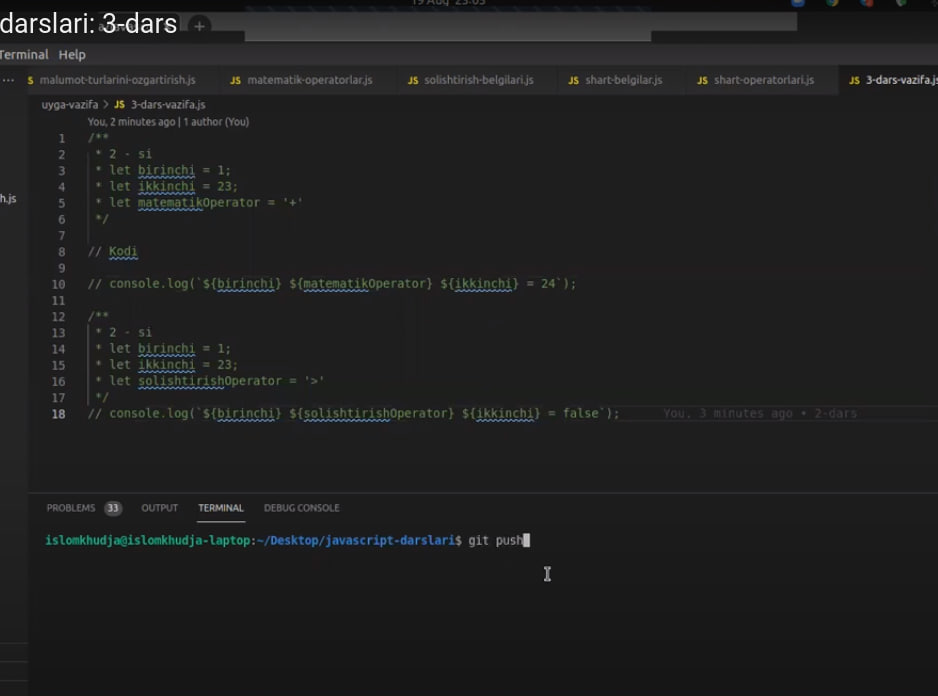 19 Aug 23:03
darslari: 3-dars
Terminal Help
malumot-turlarini-ozgartirish.js
JS matematik-operatorlar.js
JS solishtirish-belgilari.js
JS shart-belgilar.js
JS shart-operatorlari.js
JS 3-dars-vazifa.js
uyga-vazifa > JS 3-dars-vazifa.js
You, 2 minutes ago | 1 author (You)
h.js
1 /**
2 * 2 - si
3 * let birinchi = 1;
4 * let ikkinchi = 23;
5 * let matematikOperator = '+'
6 */
7
8 // Kodi
9
10 // console.log(`${birinchi} ${matematikOperator} ${ikkinchi} = 24`);
11
12 /**
13 * 2 - si
14 * let birinchi = 1;
15 * let ikkinchi = 23;
16 * let solishtirishOperator = '>'
17 */
18 // console.log(`${birinchi} ${solishtirishOperator} ${ikkinchi} = false`); You, 3 minutes ago • 2-dars
PROBLEMS 33 OUTPUT TERMINAL DEBUG CONSOLE
islomkhudja@islomkhudja-laptop:~/Desktop/javascript-darslari$ git push